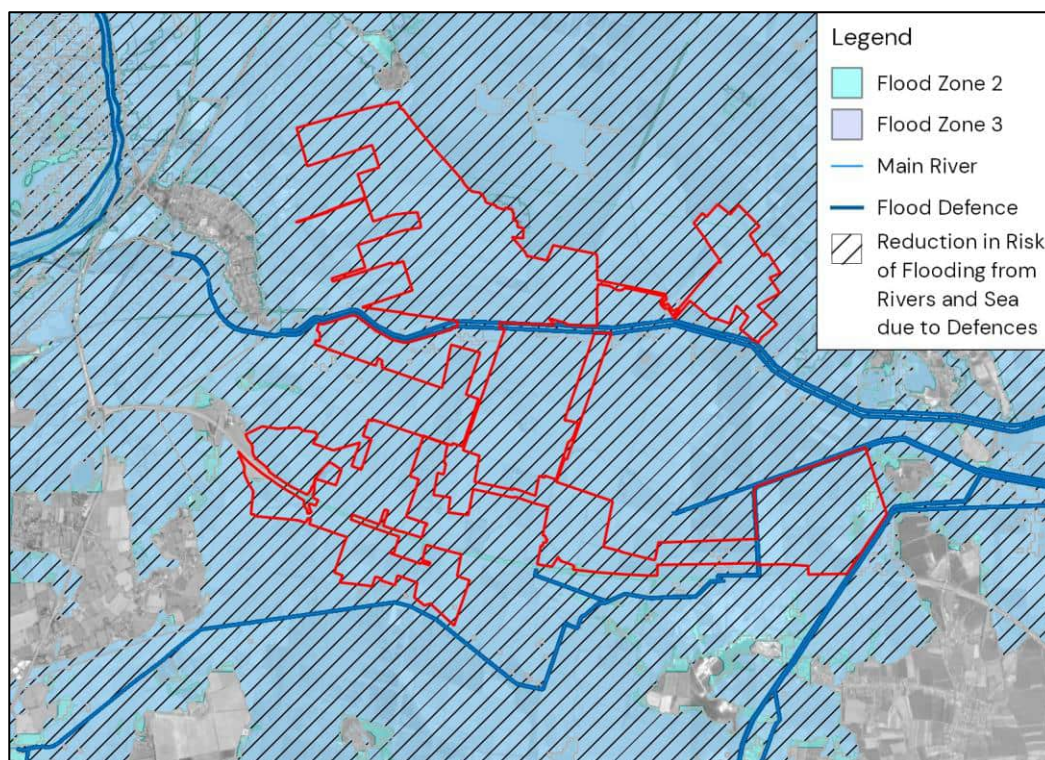 Legend
Flood Zone 2
Flood Zone 3
Main River
Flood Defence
Reduction in Risk
of Flooding from
Rivers and Sea
due to Defences